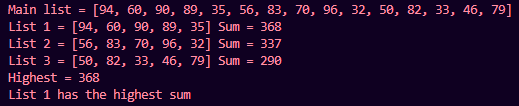 Main list = [94, 60, 90, 89, 35, 56, 83, 70, 96, 32, 50, 82, 33, 46, 79]
List 1 = [94, 60, 90, 89, 35] Sum = 368
List 2 = [56, 83, 70, 96, 32] Sum = 337
List 3 = [50, 82, 33, 46, 79] Sum = 290
Highest = 368
List 1 has the highest sum